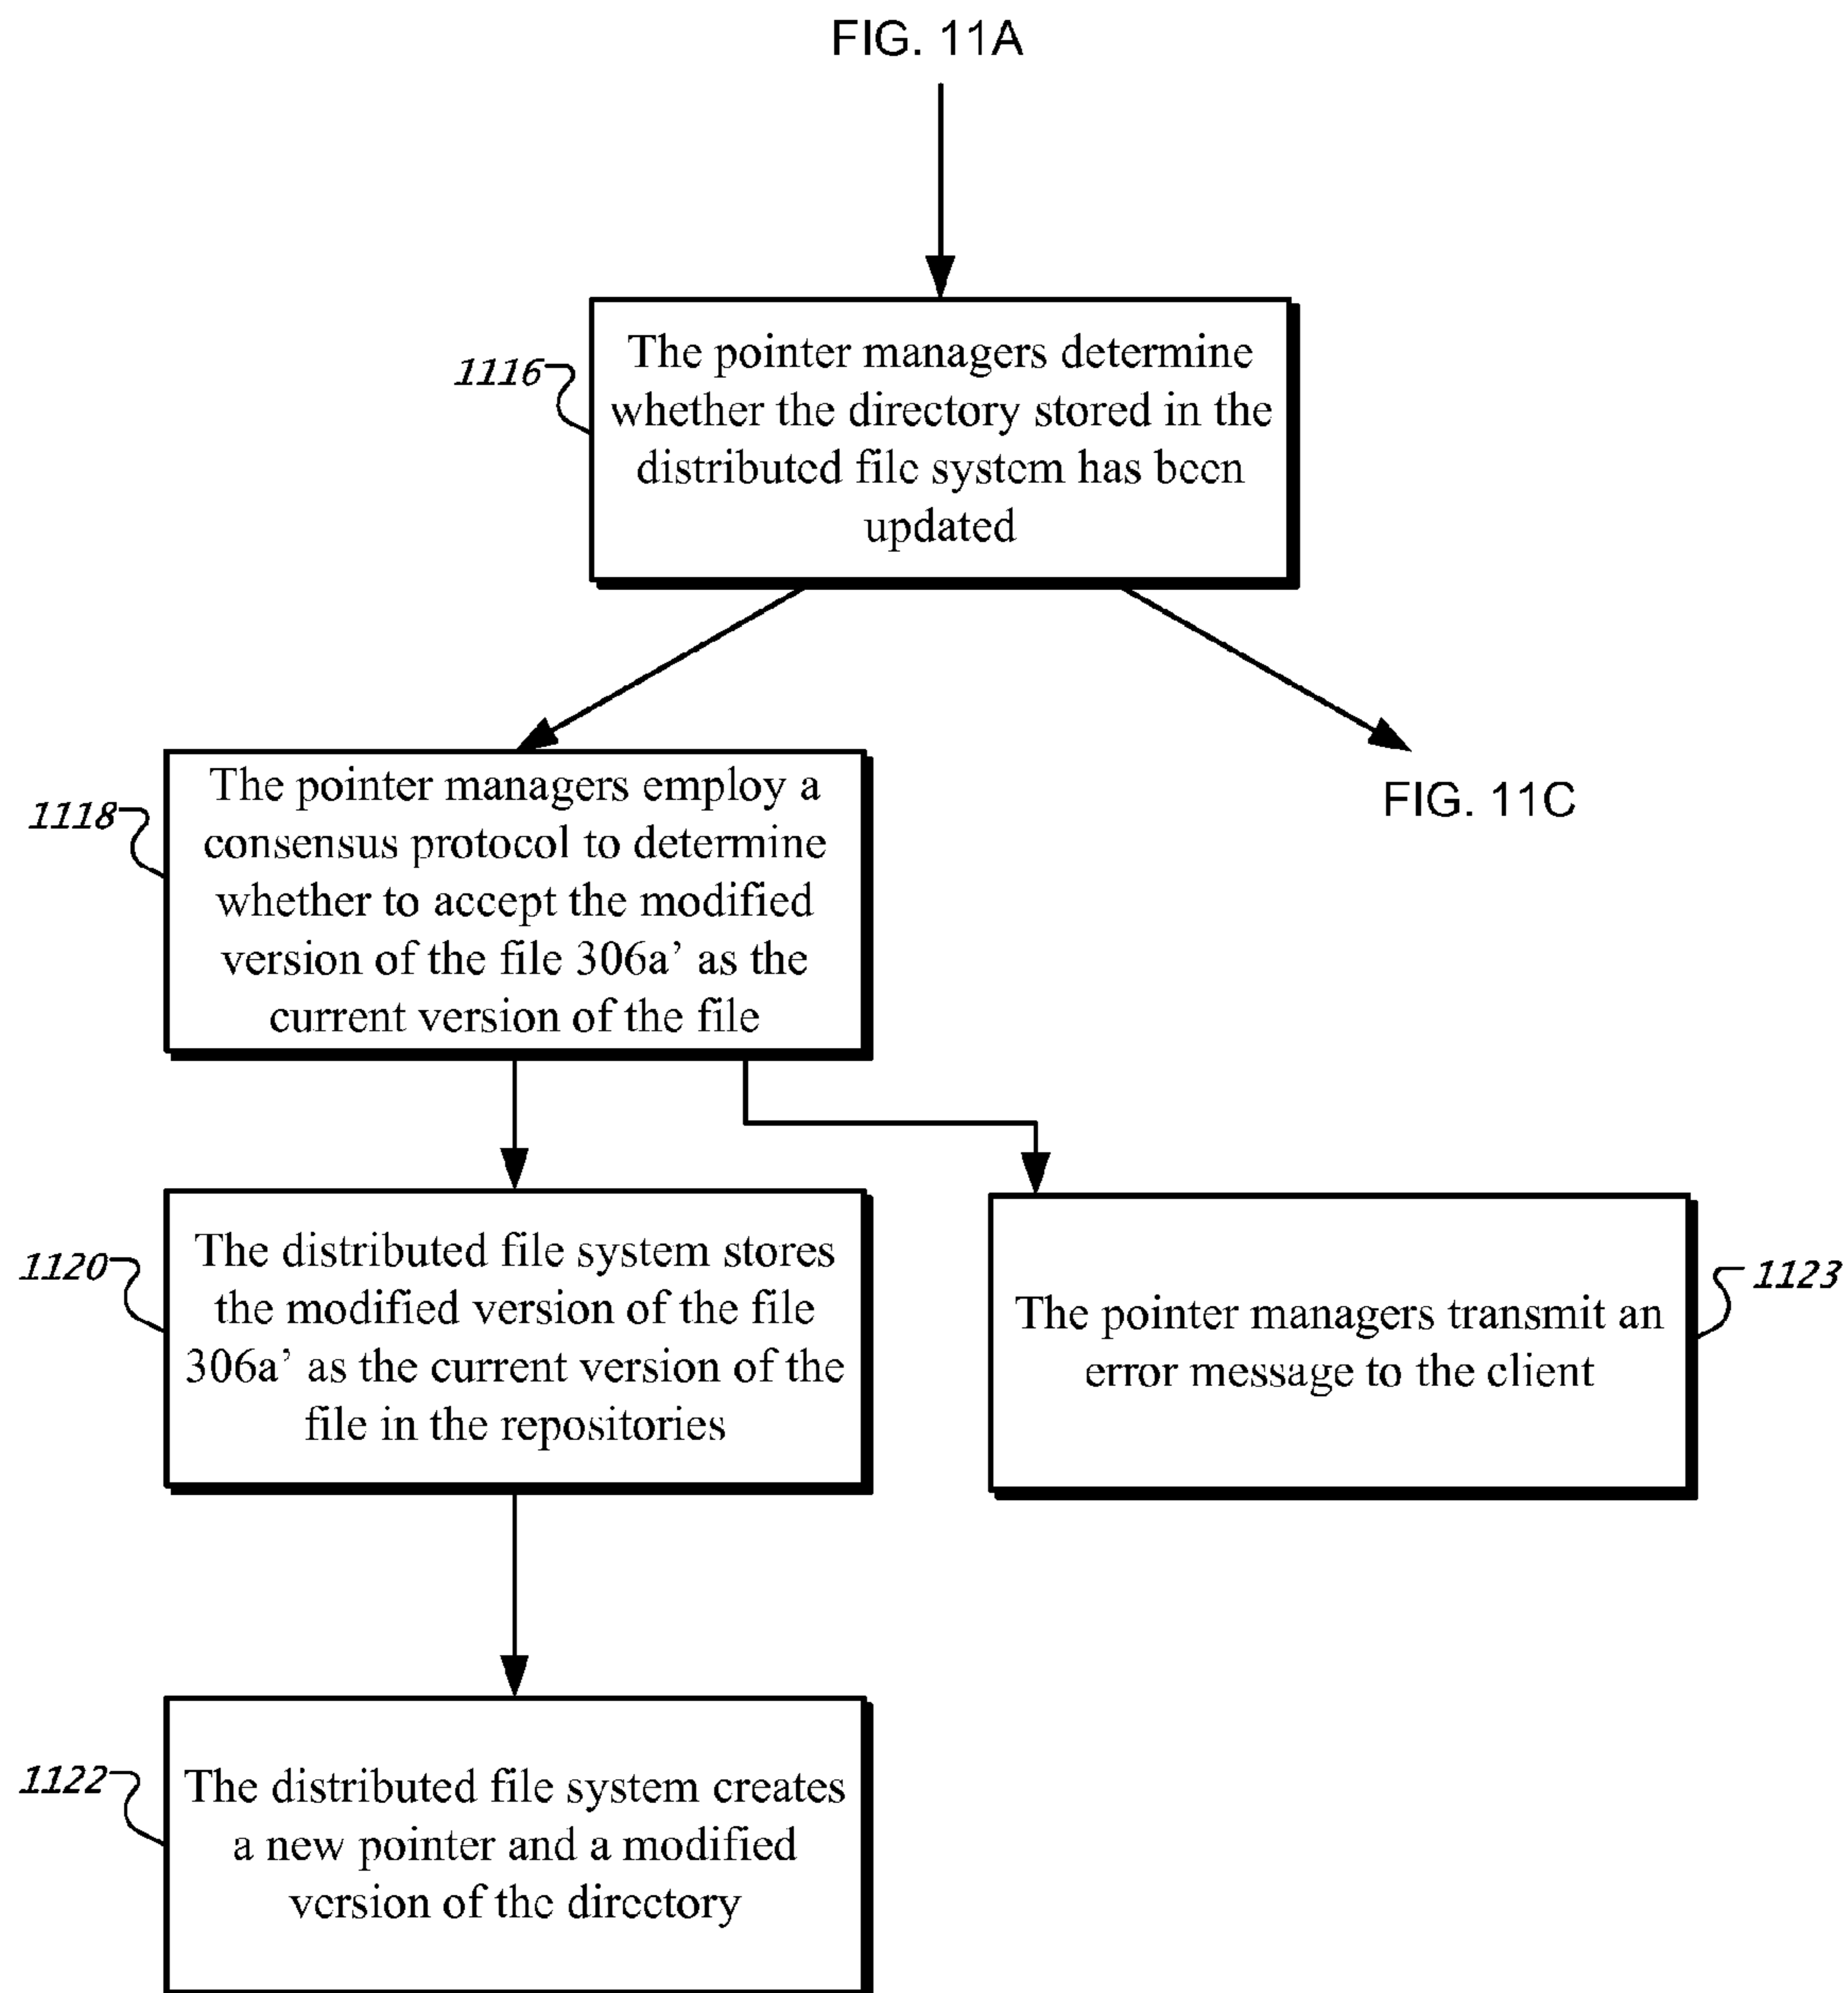 FIG. 11A
1116
The pointer managers determine
whether the directory stored in the
distributed file system has been
updated
1118
The pointer managers employ a
consensus protocol to determine
whether to accept the modified
version of the file 306a’ as the
current version of the file
FIG. 11C
1120
The distributed file system stores
the modified version of the file
306a’ as the current version of the
file in the repositories
1123
The pointer managers transmit an
error message to the client
1122
The distributed file system creates
a new pointer and a modified
version of the directory